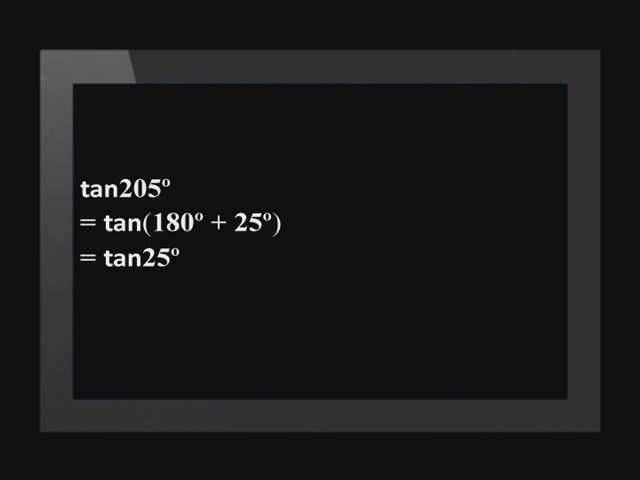 tan205º
= tan(180º + 25º)
= tan25º